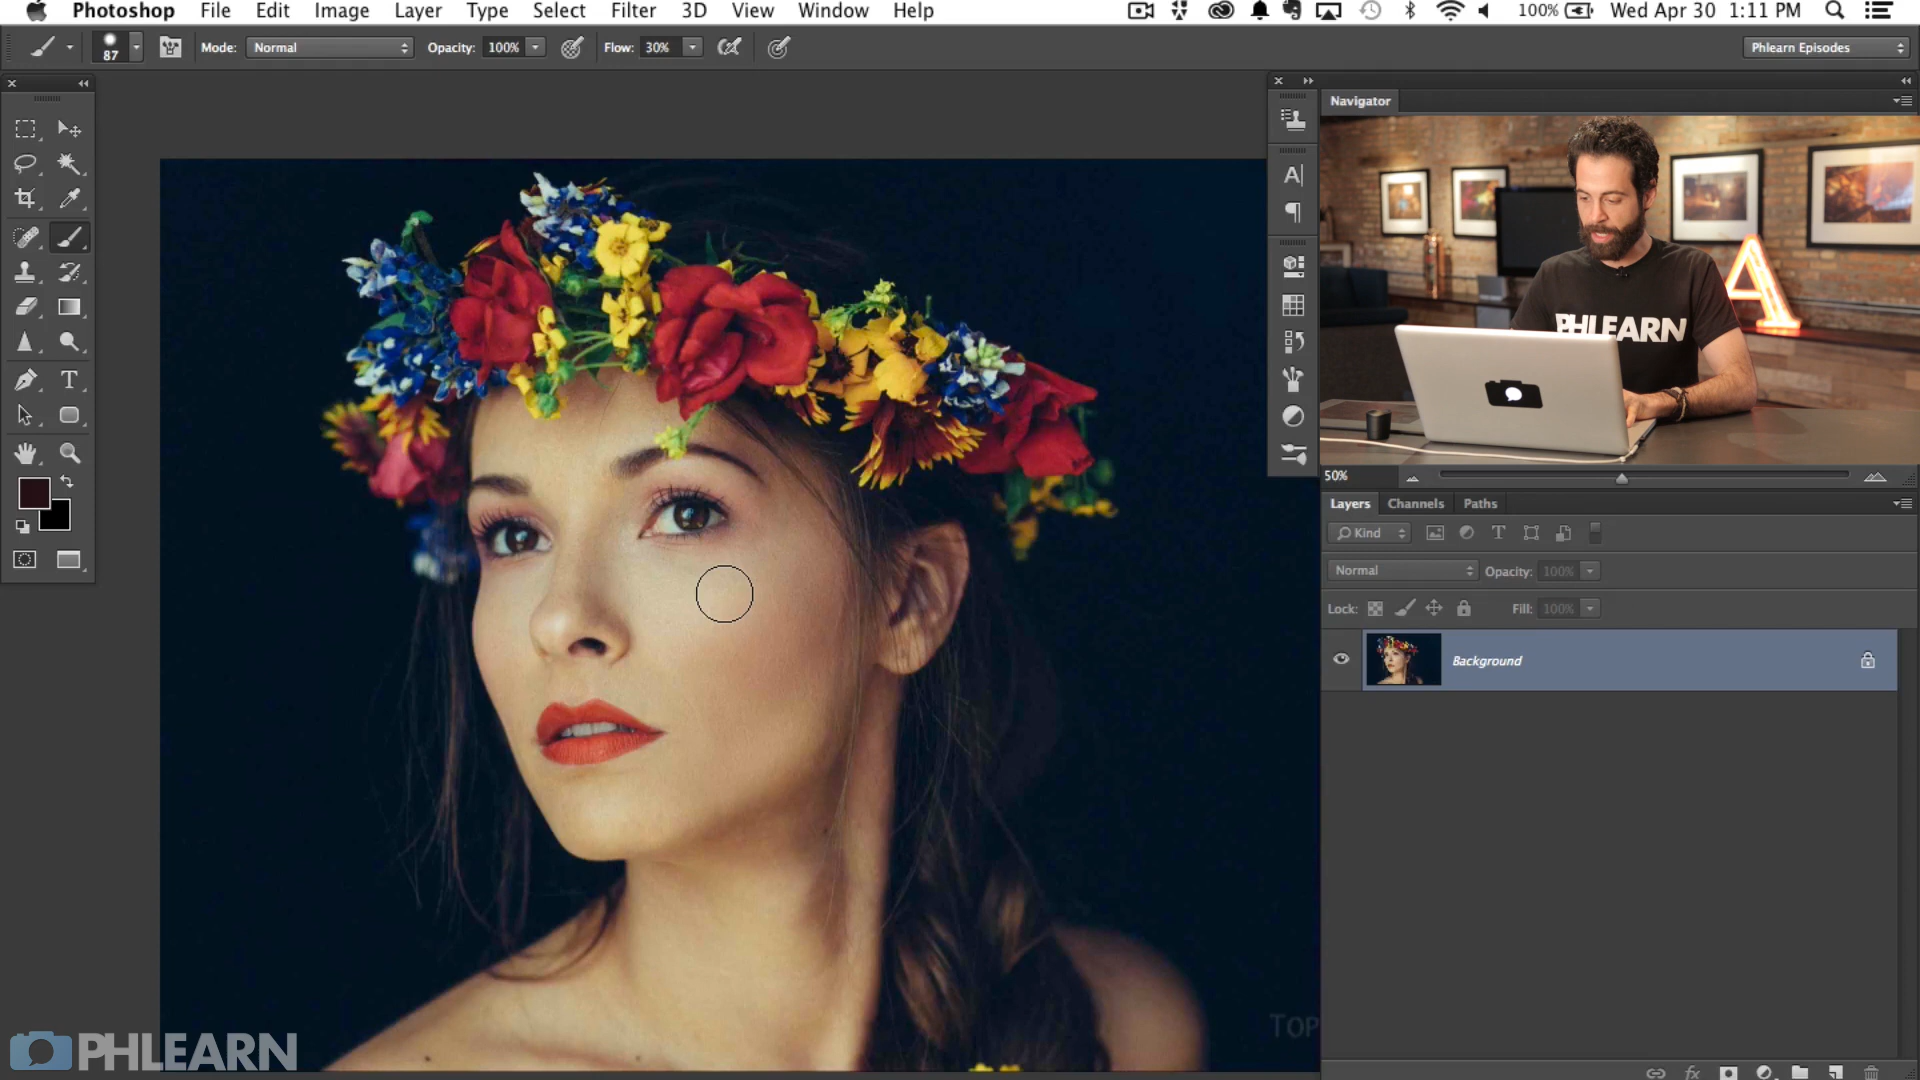 Photoshop File Edit Image Layer Type Select Filter 3D View Window Help 100% Wed Apr 30 1:11 PM
87 Mode: Normal Opacity: 100% Flow: 30% Phlearn Episodes
Navigator
A
PHLEARN
A
T
50%
Layers Channels Paths
Kind T
Normal Opacity: 100%
Lock: Fill: 100%
Background
TOP
PHLEARN
fx